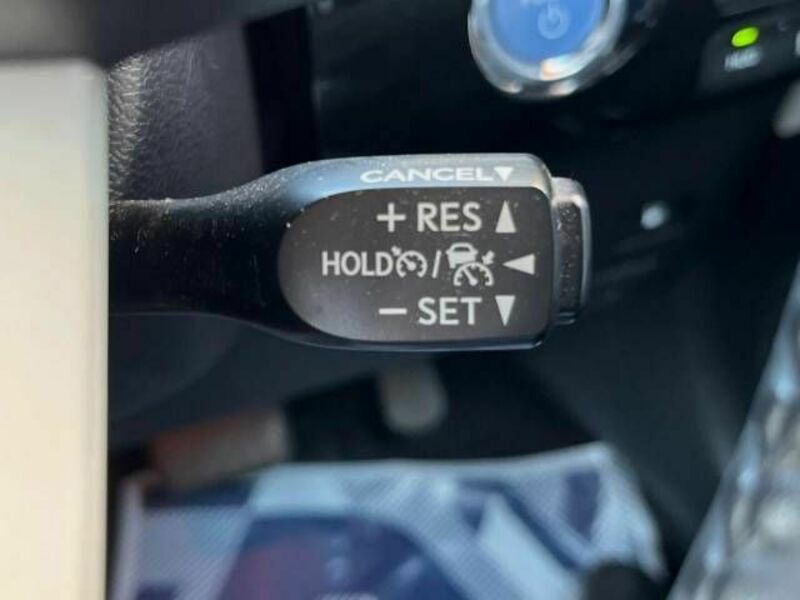 CANCEL▼
+ RES ▲
HOLD / ◀
− SET ▼